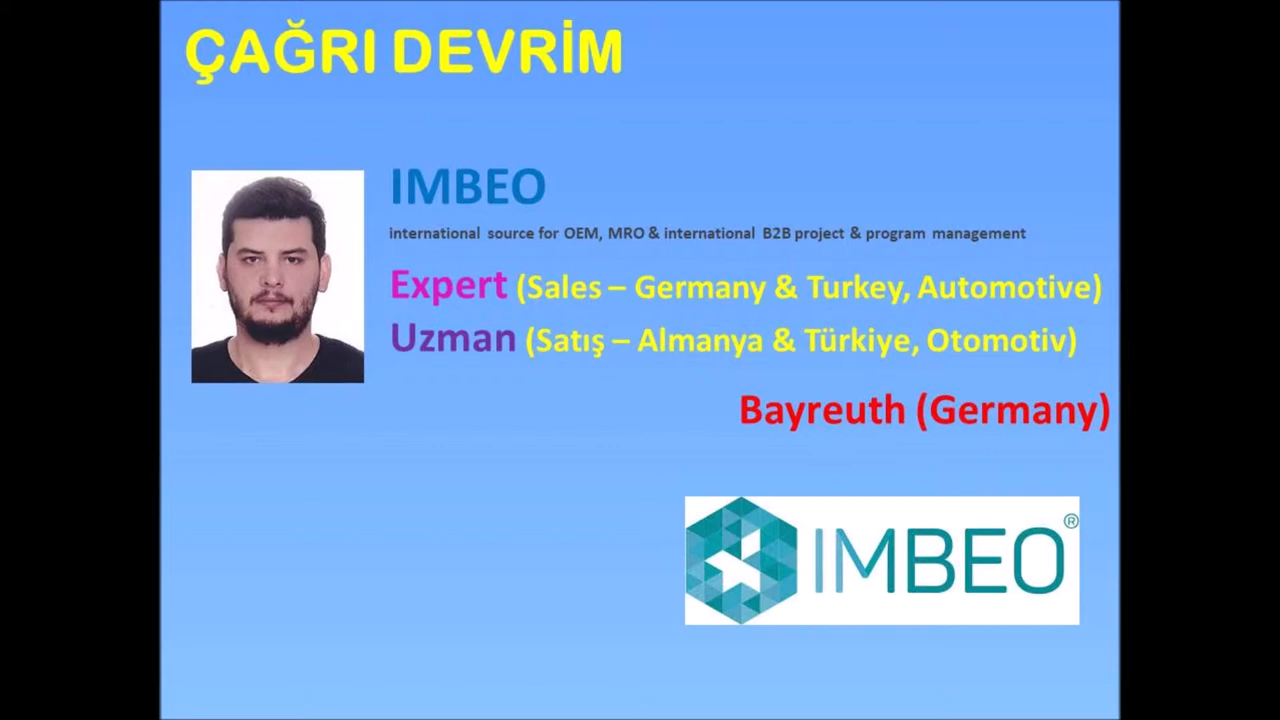 ÇAĞRI DEVRİM
IMBEO
international source for OEM, MRO & international B2B project & program management
Expert (Sales – Germany & Turkey, Automotive)
Uzman (Satış – Almanya & Türkiye, Otomotiv)
Bayreuth (Germany)
IMBEO®